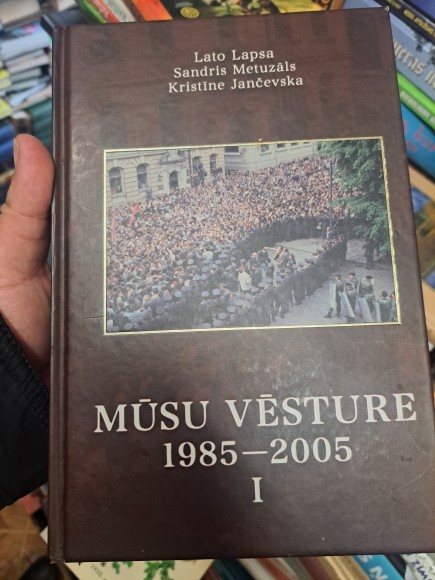 Lato Lapsa
Sandris Metuzāls
Kristīne Jančevska
MŪSU VĒSTURE
1985—2005
I